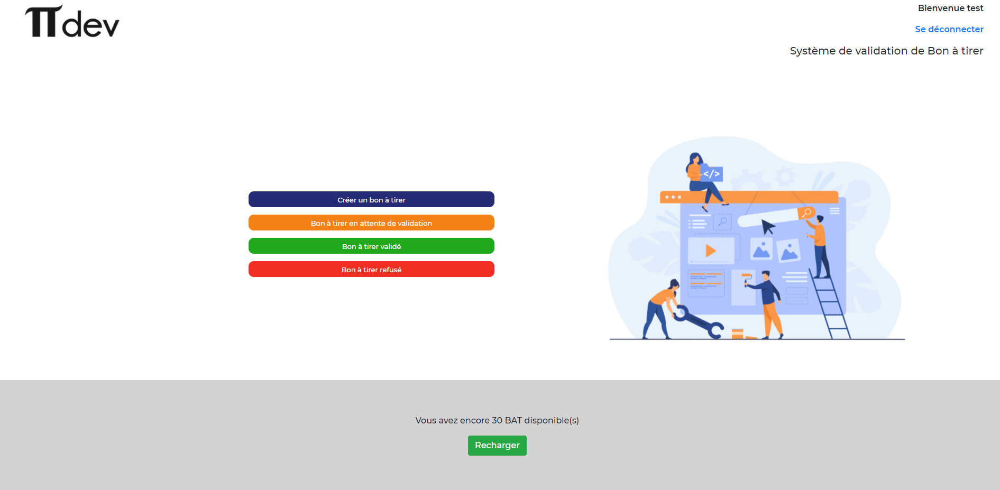 πdev
Bienvenue test
Se déconnecter
Système de validation de Bon à tirer
</>
Créer un bon à tirer
Bon à tirer en attente de validation
Bon à tirer validé
Bon à tirer refusé
Vous avez encore 30 BAT disponible(s)
Recharger